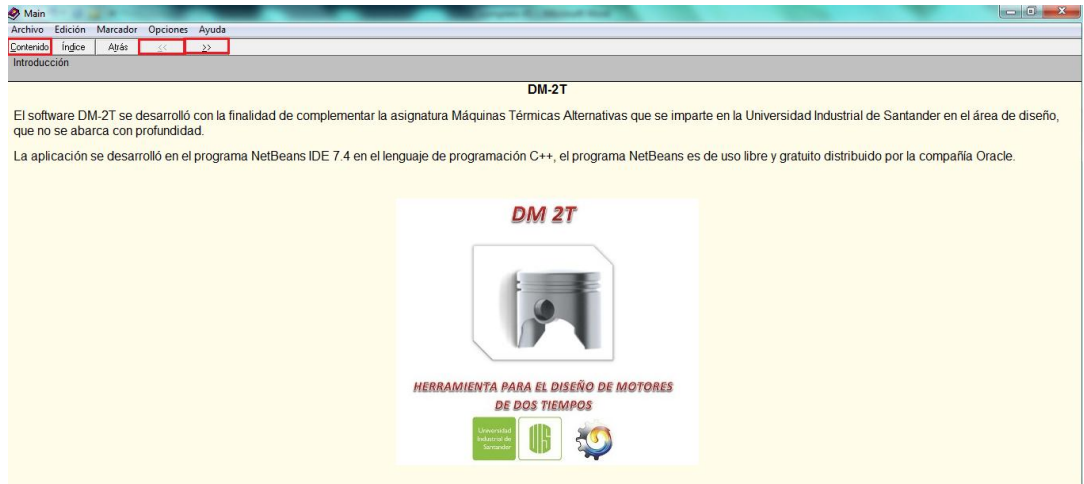 Main
Archivo Edición Marcador Opciones Ayuda
Contenido Índice Atrás << >>
Introducción
DM-2T
El software DM-2T se desarrolló con la finalidad de complementar la asignatura Máquinas Térmicas Alternativas que se imparte en la Universidad Industrial de Santander en el área de diseño,
que no se abarca con profundidad.
La aplicación se desarrolló en el programa NetBeans IDE 7.4 en el lenguaje de programación C++, el programa NetBeans es de uso libre y gratuito distribuido por la compañía Oracle.
DM 2T
HERRAMIENTA PARA EL DISEÑO DE MOTORES
DE DOS TIEMPOS
Universidad
Industrial de
Santander